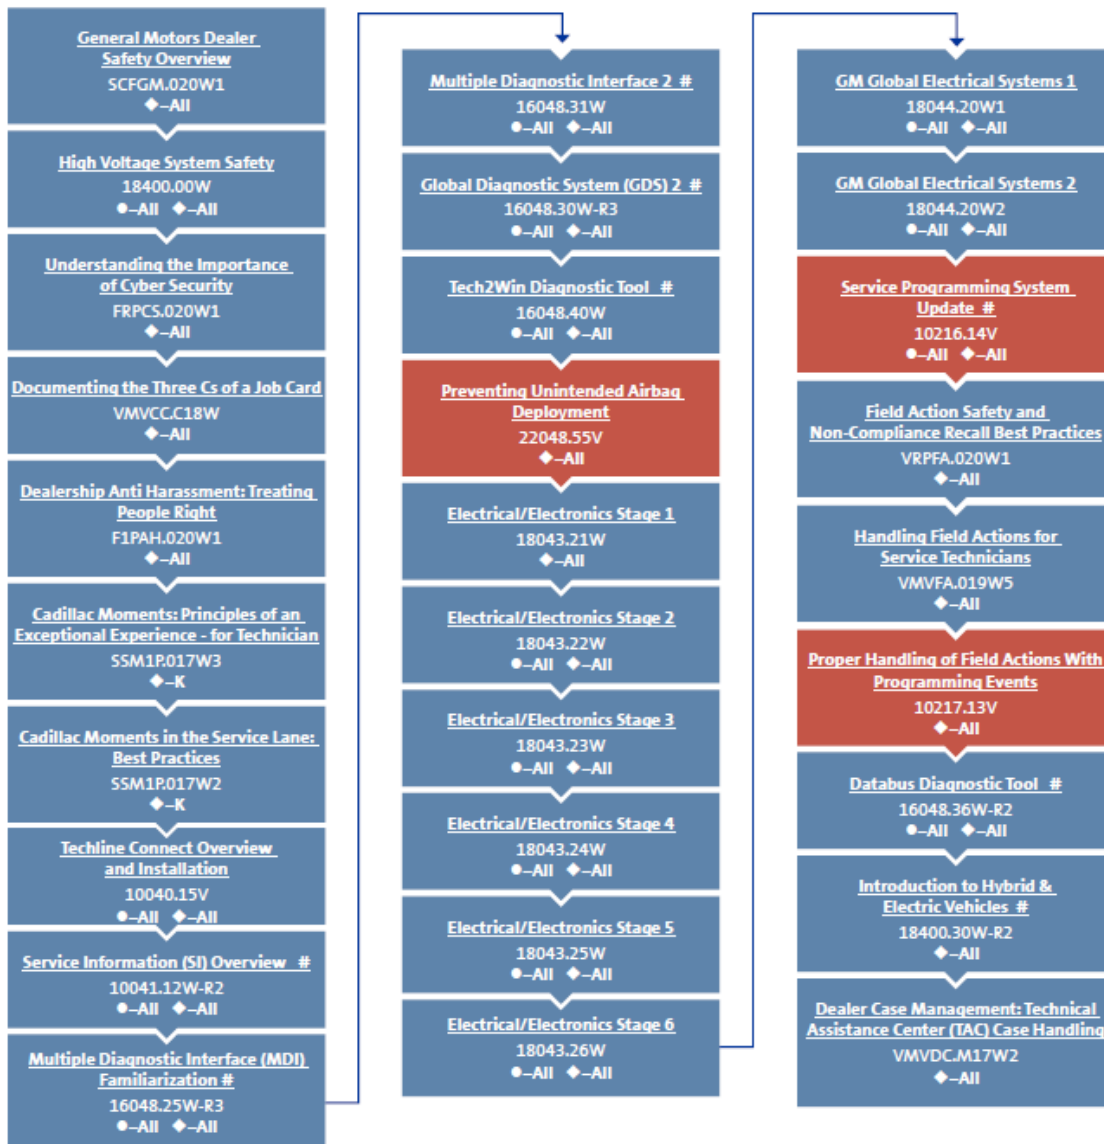 General Motors Dealer
Safety Overview
SCFGM.020W1
◆–All
High Voltage System Safety
18400.00W
●–All ◆–All
Understanding the Importance
of Cyber Security
FRPCS.020W1
◆–All
Documenting the Three Cs of a Job Card
VMVCC.C18W
◆–All
Dealership Anti Harassment: Treating
People Right
F1PAH.020W1
◆–All
Cadillac Moments: Principles of an
Exceptional Experience - for Technician
SSM1P.017W3
◆–K
Cadillac Moments in the Service Lane:
Best Practices
SSM1P.017W2
◆–K
Techline Connect Overview
and Installation
10040.15V
●–All ◆–All
Service Information (SI) Overview #
10041.12W-R2
●–All ◆–All
Multiple Diagnostic Interface (MDI)
Familiarization #
16048.25W-R3
●–All ◆–All
Multiple Diagnostic Interface 2 #
16048.31W
●–All ◆–All
Global Diagnostic System (GDS) 2 #
16048.30W-R3
●–All ◆–All
Tech2Win Diagnostic Tool #
16048.40W
●–All ◆–All
Preventing Unintended Airbag
Deployment
22048.55V
◆–All
Electrical/Electronics Stage 1
18043.21W
◆–All
Electrical/Electronics Stage 2
18043.22W
●–All ◆–All
Electrical/Electronics Stage 3
18043.23W
●–All ◆–All
Electrical/Electronics Stage 4
18043.24W
●–All ◆–All
Electrical/Electronics Stage 5
18043.25W
●–All ◆–All
Electrical/Electronics Stage 6
18043.26W
●–All ◆–All
GM Global Electrical Systems 1
18044.20W1
●–All ◆–All
GM Global Electrical Systems 2
18044.20W2
●–All ◆–All
Service Programming System
Update #
10216.14V
●–All ◆–All
Field Action Safety and
Non-Compliance Recall Best Practices
VRPFA.020W1
◆–All
Handling Field Actions for
Service Technicians
VMVFA.019W5
◆–All
Proper Handling of Field Actions With
Programming Events
10217.13V
◆–All
Databus Diagnostic Tool #
16048.36W-R2
●–All ◆–All
Introduction to Hybrid &
Electric Vehicles #
18400.30W-R2
◆–All
Dealer Case Management: Technical
Assistance Center (TAC) Case Handling
VMVDC.M17W2
◆–All